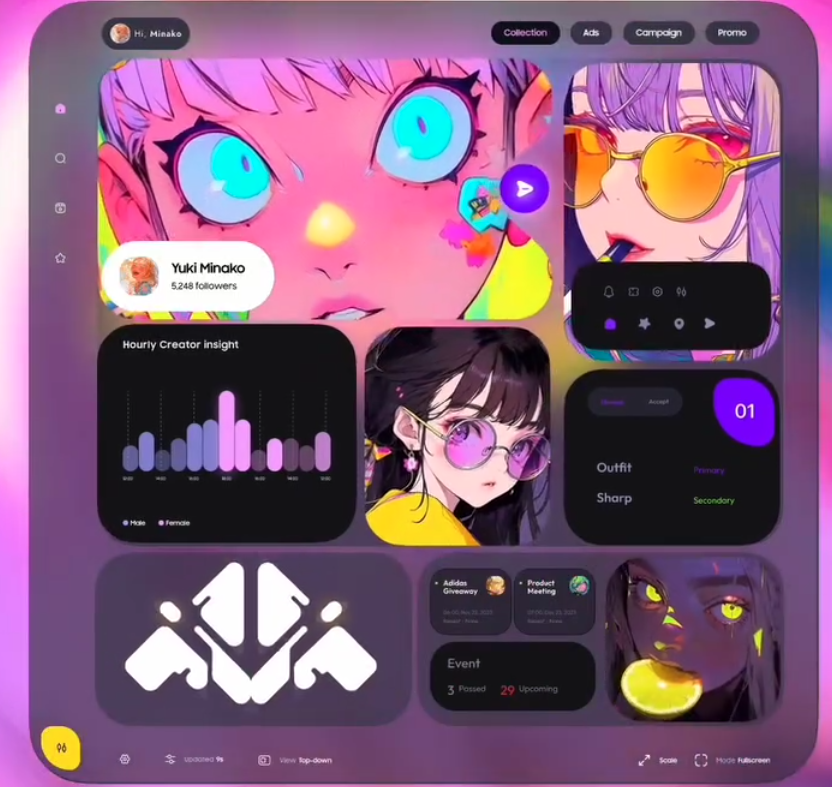 Hi, Minako
Collection
Ads
Campaign
Promo
Yuki Minako
5,248 followers
Hourly Creator insight
Male
Female
01
Accept
Outfit
Primary
Sharp
Secondary
Adidas
Giveaway
Product
Meeting
Event
3 Passed
29 Upcoming
Updated 9s
View Top-down
Scale
Mode Fullscreen